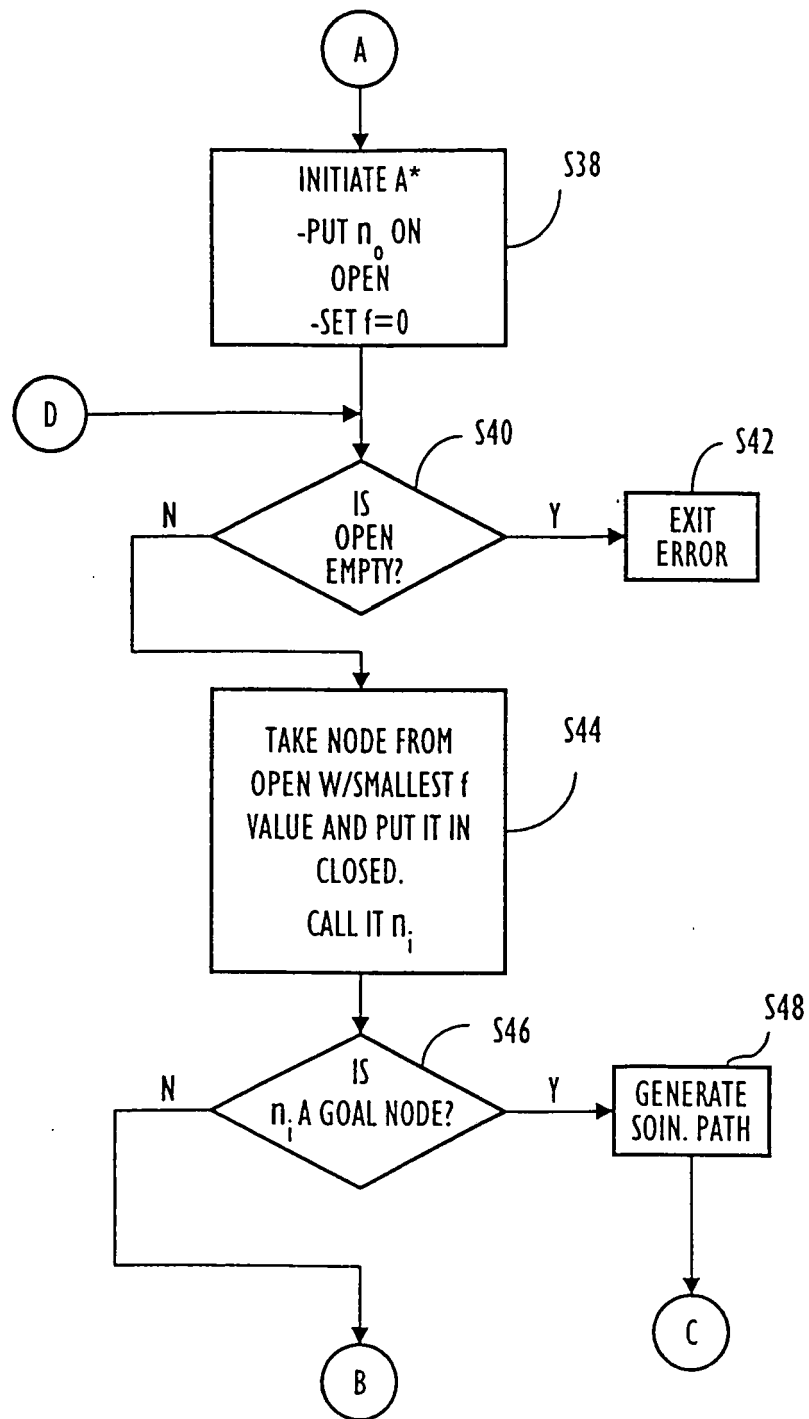 A
INITIATE A*
-PUT n₀ ON
OPEN
-SET f=0
S38
D
S40
IS
OPEN
EMPTY?
N
Y
S42
EXIT
ERROR
TAKE NODE FROM
OPEN W/SMALLEST f
VALUE AND PUT IT IN
CLOSED.
CALL IT nᵢ
S44
S46
IS
nᵢ A GOAL NODE?
N
Y
S48
GENERATE
SOIN. PATH
B
C